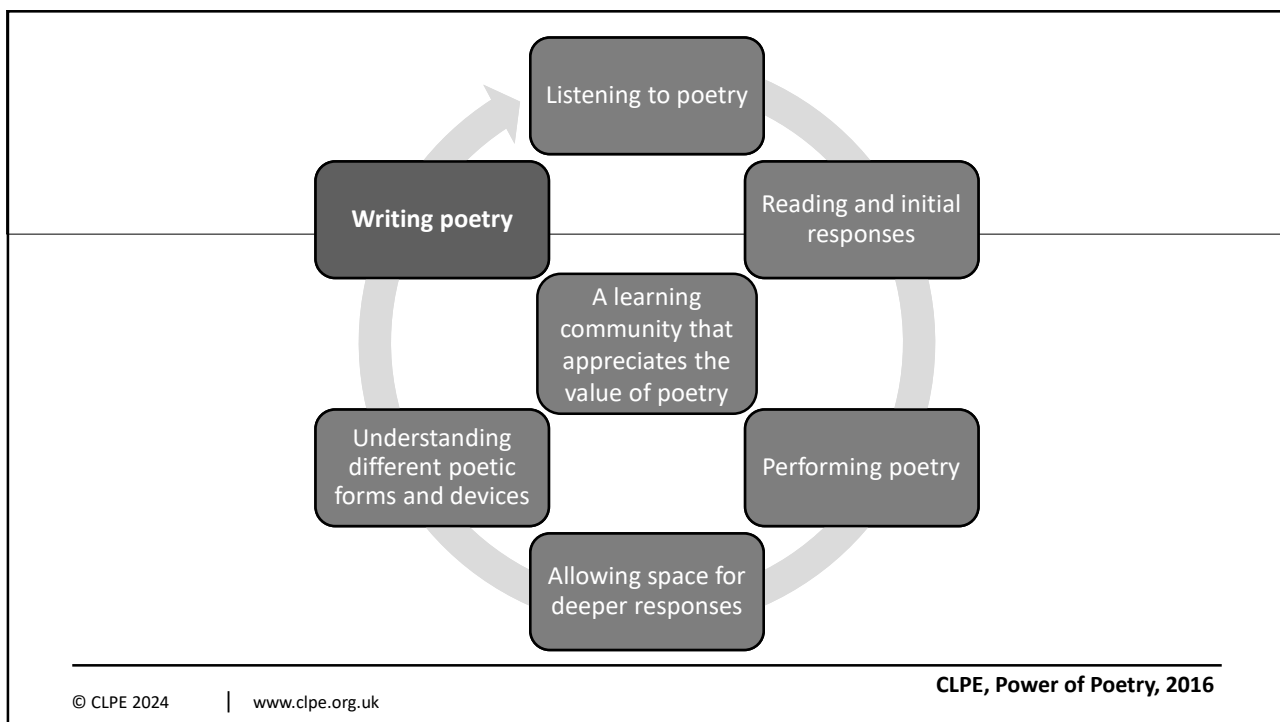 Listening to poetry
Reading and initial
responses
Performing poetry
Allowing space for
deeper responses
Understanding
different poetic
forms and devices
Writing poetry
A learning
community that
appreciates the
value of poetry
CLPE, Power of Poetry, 2016
© CLPE 2024 | www.clpe.org.uk